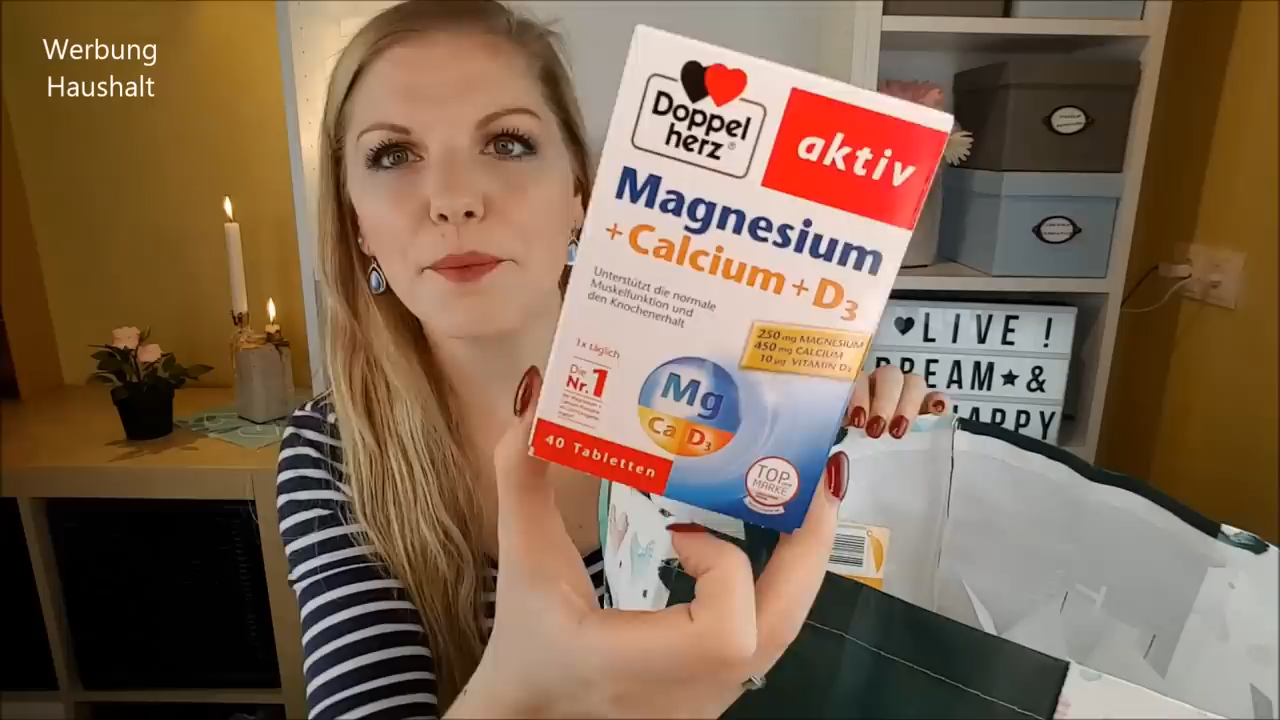 Werbung
Haushalt
Doppel
herz®
aktiv
Magnesium
+Calcium+D3
Unterstützt die normale
Muskelfunktion und
den Knochenerhalt
250 mg MAGNESIUM
450 mg CALCIUM
10 µg VITAMIN D3
1x täglich
Die
Nr.1
Mg
Ca D3
40 Tabletten
TOP
MARKE
LIVE !
DREAM★&
HAPPY